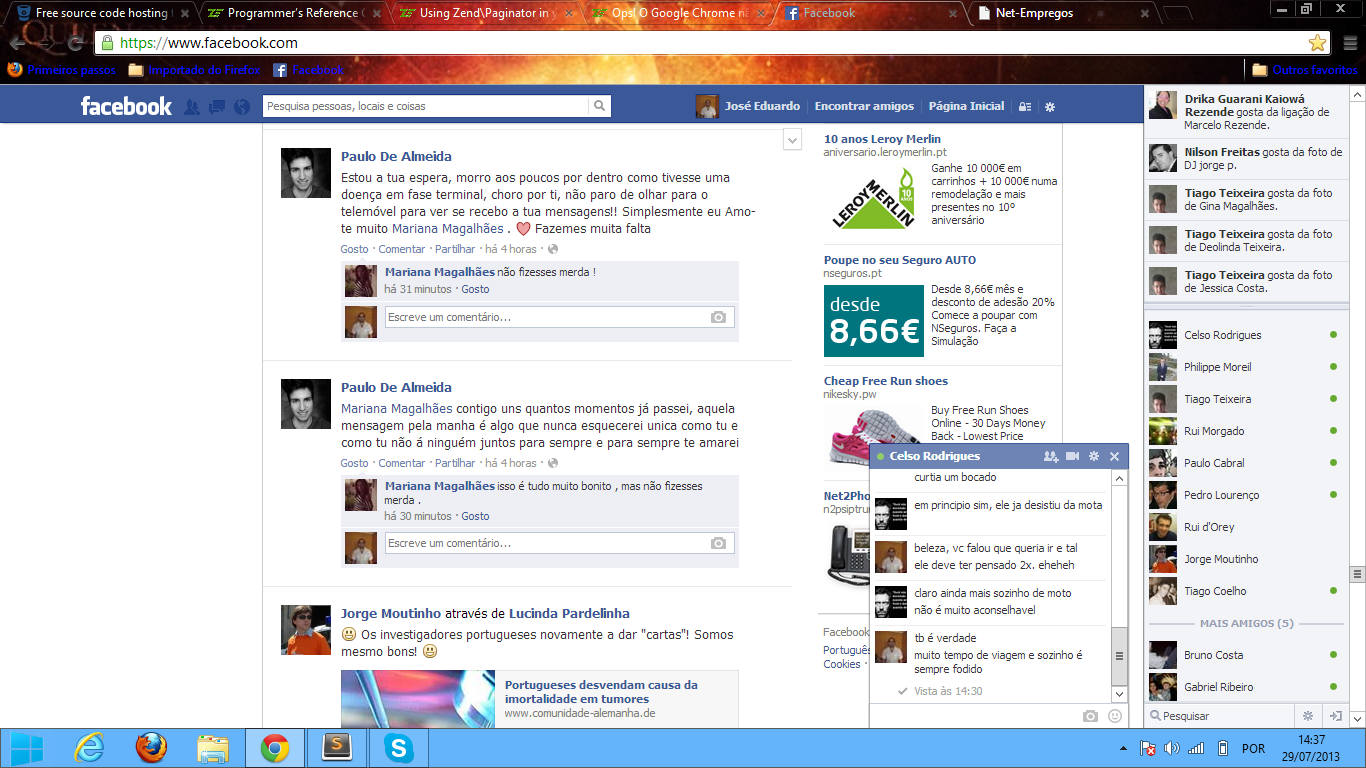 Free source code hosting f
Programmer's Reference G
Using Zend\Paginator in y
Ops! O Google Chrome nã
Facebook
Net-Empregos
https://www.facebook.com
Primeiros passos
Importado do Firefox
Facebook
Outros favoritos
facebook
Pesquisa pessoas, locais e coisas
José Eduardo
Encontrar amigos
Página Inicial
Paulo De Almeida
Estou a tua espera, morro aos poucos por dentro como tivesse uma
doença em fase terminal, choro por ti, não paro de olhar para o
telemóvel para ver se recebo a tua mensagens!! Simplesmente eu Amo-
te muito Mariana Magalhães . ❤ Fazemes muita falta
Gosto · Comentar · Partilhar · há 4 horas ·
Mariana Magalhães não fizesses merda !
há 31 minutos · Gosto
Escreve um comentário...
Paulo De Almeida
Mariana Magalhães contigo uns quantos momentos já passei, aquela
mensagem pela manha é algo que nunca esquecerei unica como tu e
como tu não á ninguém juntos para sempre e para sempre te amarei
Gosto · Comentar · Partilhar · há 4 horas ·
Mariana Magalhães isso é tudo muito bonito , mas não fizesses
merda .
há 30 minutos · Gosto
Escreve um comentário...
Jorge Moutinho através de Lucinda Pardelinha
Os investigadores portugueses novamente a dar "cartas"! Somos
mesmo bons!
Portugueses desvendam causa da
imortalidade em tumores
www.comunidade-alemanha.de
10 anos Leroy Merlin
aniversario.leroymerlin.pt
LEROY MERLIN
10
ANOS
Ganhe 10 000€ em
carrinhos + 10 000€ numa
remodelação e mais
presentes no 10º
aniversário
Poupe no seu Seguro AUTO
nseguros.pt
desde
8,66€
Desde 8,66€ mês e
desconto de adesão 20%
Comece a poupar com
NSeguros. Faça a
Simulação
Cheap Free Run shoes
nikesky.pw
Buy Free Run Shoes
Online - 30 Days Money
Back - Lowest Price
Net2Pho
n2psiptrun
Facebook
Português
Cookies ·
Celso Rodrigues
curtia um bocado
em principio sim, ele ja desistiu da mota
beleza, vc falou que queria ir e tal
ele deve ter pensado 2x. eheheh
claro ainda mais sozinho de moto
não é muito aconselhavel
tb é verdade
muito tempo de viagem e sozinho é
sempre fodido
Vista às 14:30
Drika Guarani Kaiowá
Rezende gosta da ligação de
Marcelo Rezende.
Nilson Freitas gosta da foto de
DJ jorge p.
Tiago Teixeira gosta da foto
de Gina Magalhães.
Tiago Teixeira gosta da foto
de Deolinda Teixeira.
Tiago Teixeira gosta da foto
de Jessica Costa.
Celso Rodrigues
Philippe Moreil
Tiago Teixeira
Rui Morgado
Paulo Cabral
Pedro Lourenço
Rui d'Orey
Jorge Moutinho
Tiago Coelho
MAIS AMIGOS (5)
Bruno Costa
Gabriel Ribeiro
Pesquisar
POR
14:37
29/07/2013